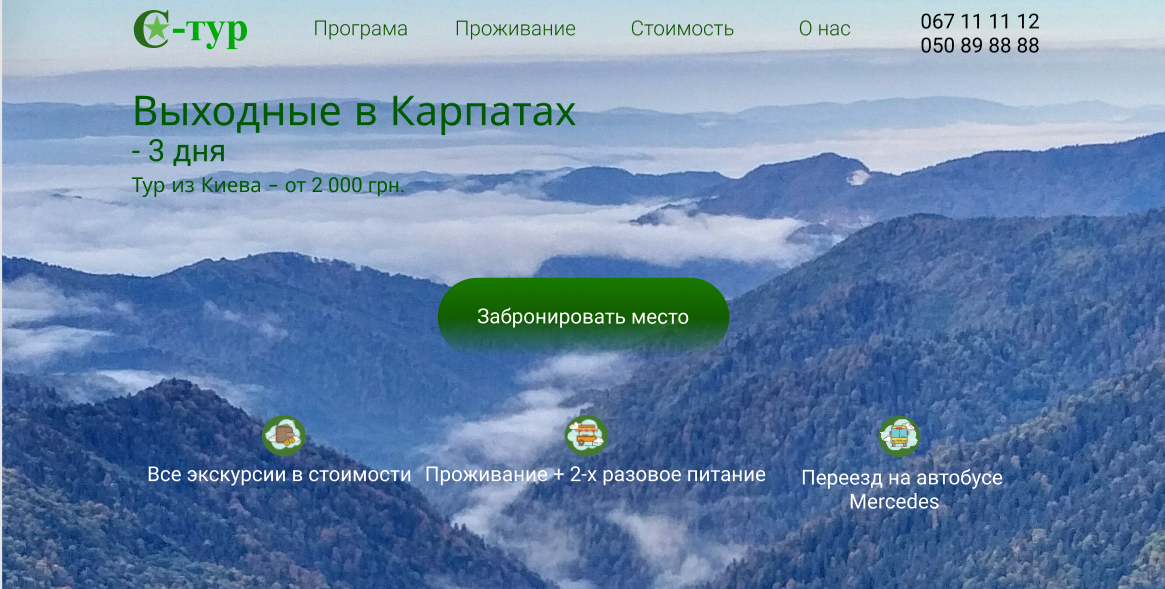 С-тур
Програма
Проживание
Стоимость
О нас
067 11 11 12
050 89 88 88
Выходные в Карпатах
- 3 дня
Тур из Киева – от 2 000 грн.
Забронировать место
Все экскурсии в стоимости
Проживание + 2-х разовое питание
Переезд на автобусе
Mercedes